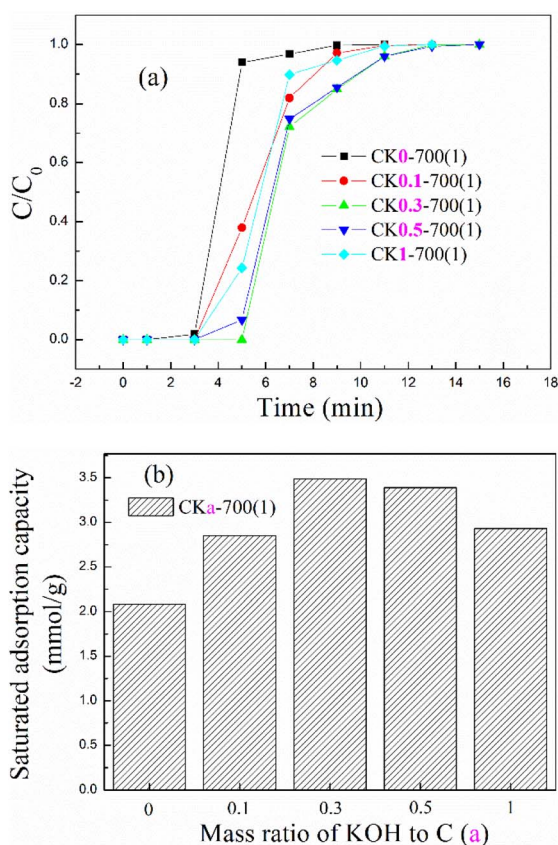 (a)
C/C0
1.0
0.8
0.6
0.4
0.2
0.0
CK0-700(1)
CK0.1-700(1)
CK0.3-700(1)
CK0.5-700(1)
CK1-700(1)
-2 0 2 4 6 8 10 12 14 16 18
Time (min)
(b)
CKa-700(1)
Saturated adsorption capacity
(mmol/g)
3.5
3.0
2.5
2.0
1.5
1.0
0.5
0.0
0 0.1 0.3 0.5 1
Mass ratio of KOH to C (a)